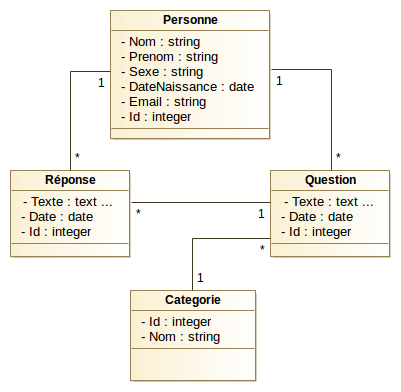 Personne
- Nom : string
- Prenom : string
- Sexe : string
- DateNaissance : date
- Email : string
- Id : integer
1
1
*
*
Réponse
- Texte : text ...
- Date : date
- Id : integer
Question
- Texte : text ...
- Date : date
- Id : integer
*
1
*
1
Categorie
- Id : integer
- Nom : string